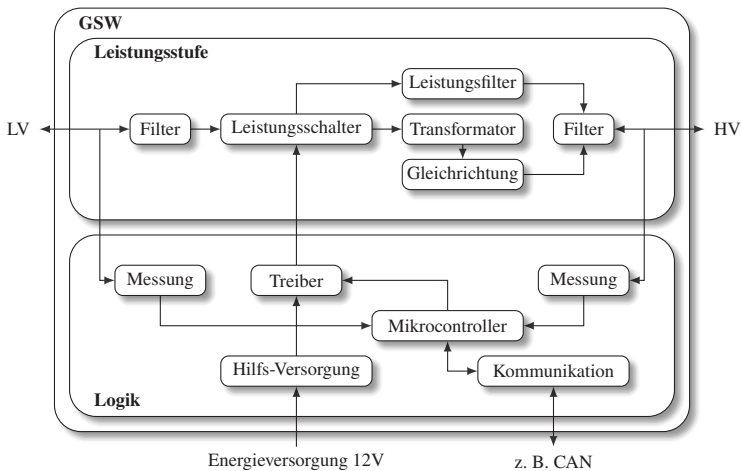 GSW
Leistungsstufe
Leistungsfilter
LV
Filter
Leistungsschalter
Transformator
Filter
HV
Gleichrichtung
Messung
Treiber
Messung
Mikrocontroller
Hilfs-Versorgung
Kommunikation
Logik
Energieversorgung 12V
z. B. CAN